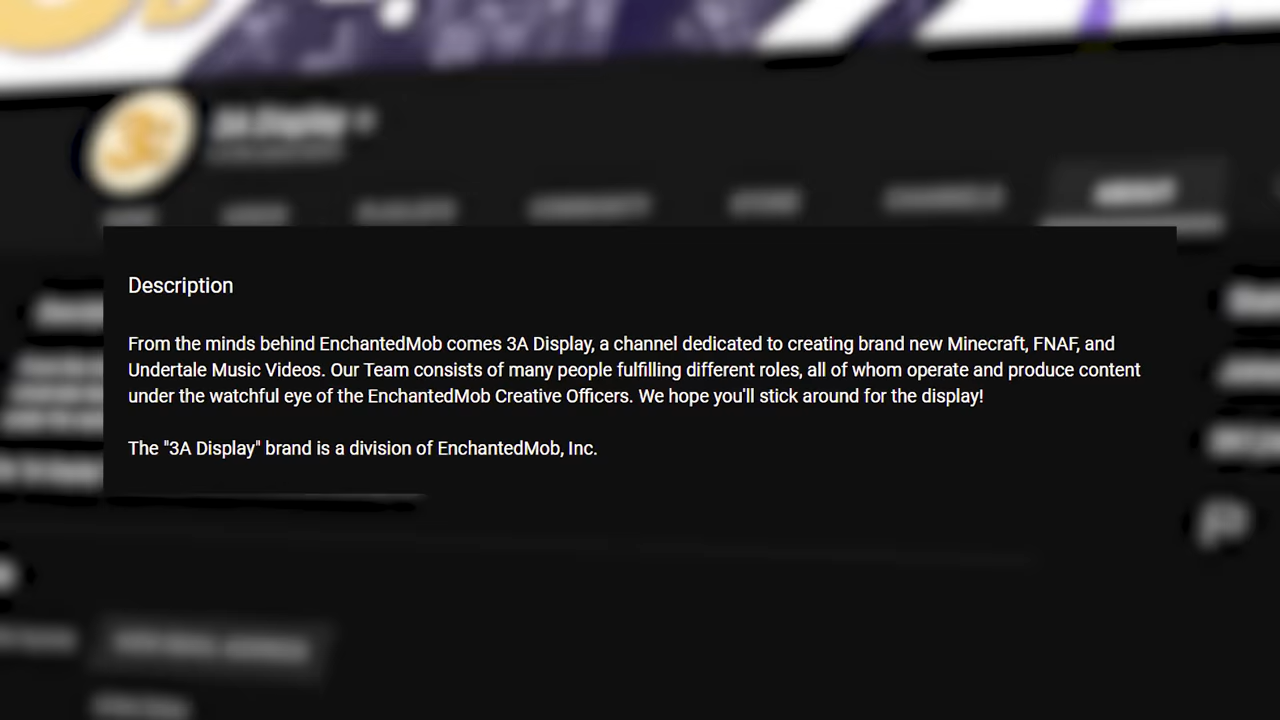 3A Display
ABOUT
Description
From the minds behind EnchantedMob comes 3A Display, a channel dedicated to creating brand new Minecraft, FNAF, and
Undertale Music Videos. Our Team consists of many people fulfilling different roles, all of whom operate and produce content
under the watchful eye of the EnchantedMob Creative Officers. We hope you'll stick around for the display!
The "3A Display" brand is a division of EnchantedMob, Inc.